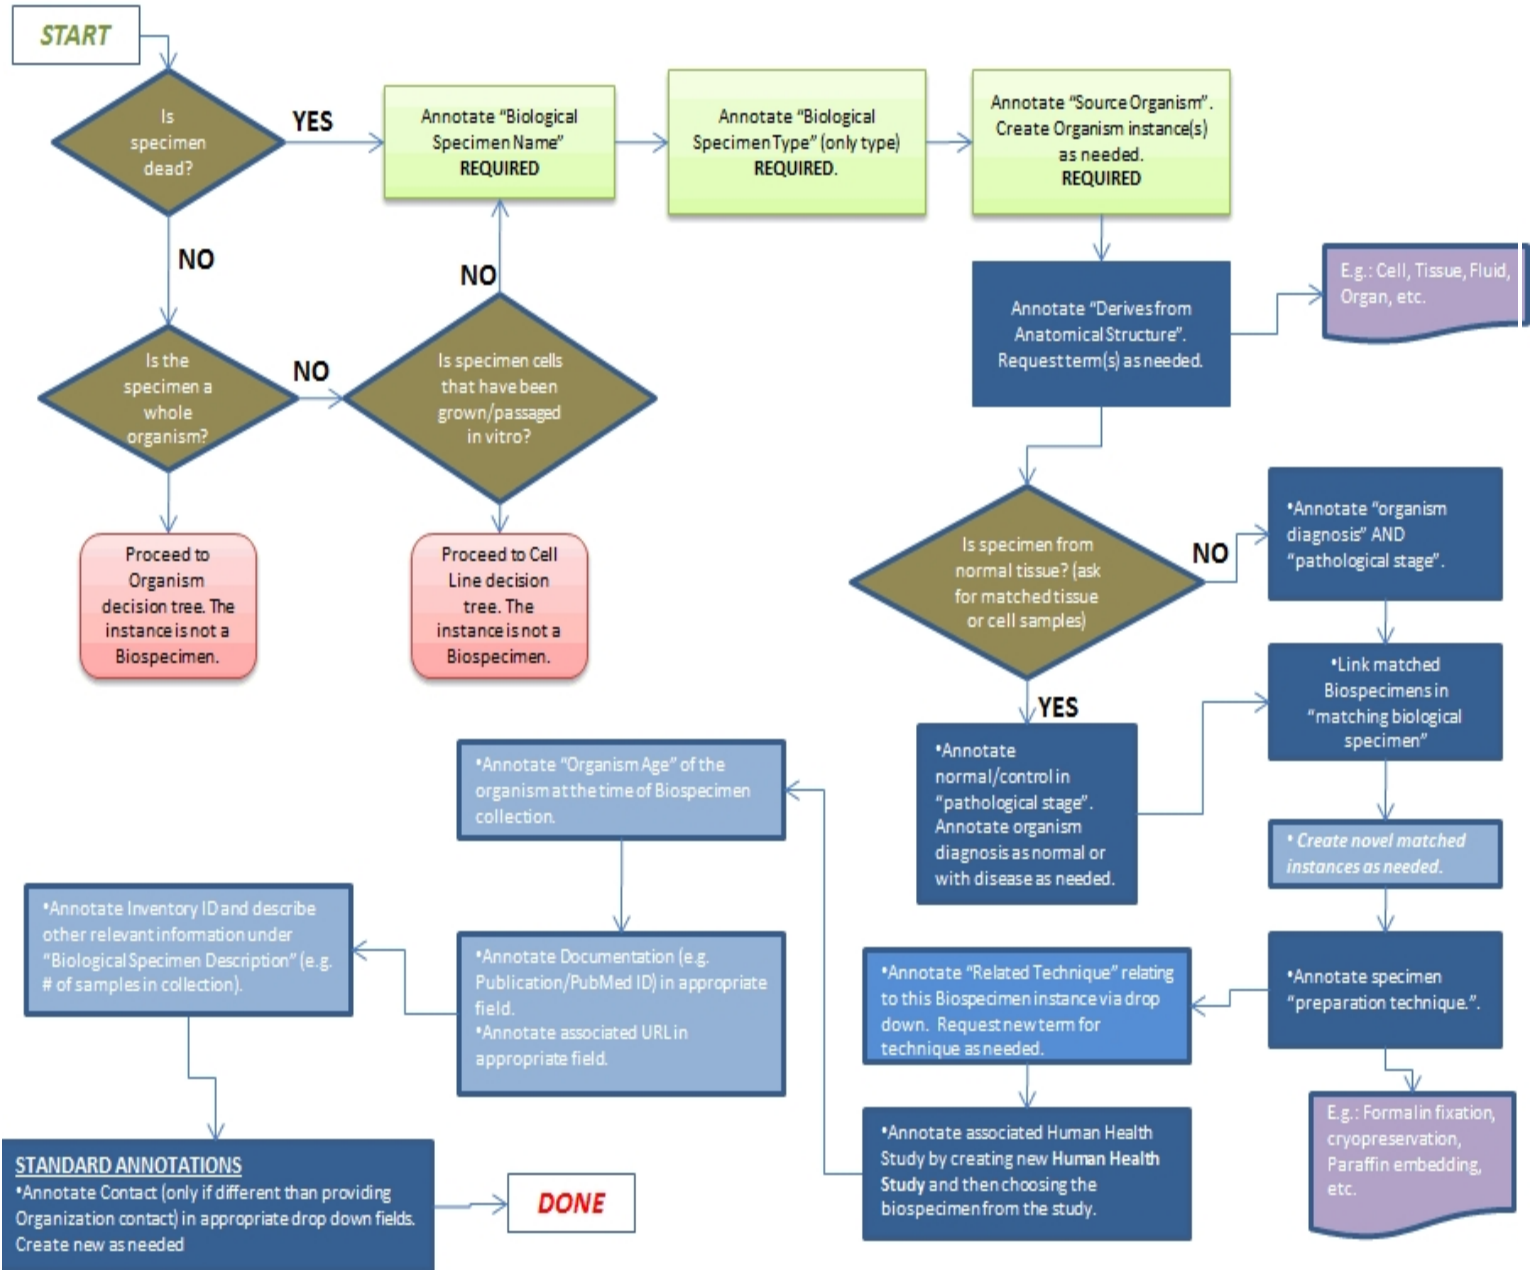 START
Is
specimen
dead?
YES
Annotate “Biological
Specimen Name”
REQUIRED
Annotate “Biological
Specimen Type” (only type)
REQUIRED.
Annotate “Source Organism”.
Create Organism instance(s)
as needed.
REQUIRED
NO
Is the
specimen a
whole
organism?
NO
Is specimen cells
that have been
grown/passaged
in vitro?
NO
Annotate “Derives from
Anatomical Structure”.
Request term(s) as needed.
E.g.: Cell, Tissue, Fluid,
Organ, etc.
Proceed to
Organism
decision tree. The
instance is not a
Biospecimen.
Proceed to Cell
Line decision
tree. The
instance is not a
Biospecimen.
Is specimen from
normal tissue? (ask
for matched tissue
or cell samples)
NO
•Annotate “organism
diagnosis” AND
“pathological stage”.
YES
•Annotate
normal/control in
“pathological stage”.
Annotate organism
diagnosis as normal or
with disease as needed.
•Link matched
Biospecimens in
“matching biological
specimen”
• Create novel matched
instances as needed.
•Annotate specimen
“preparation technique.”.
E.g.: Formalin fixation,
cryopreservation,
Paraffin embedding,
etc.
•Annotate “Related Technique” relating
to this Biospecimen instance via drop
down. Request new term for
technique as needed.
•Annotate associated Human Health
Study by creating new Human Health
Study and then choosing the
biospecimen from the study.
•Annotate “Organism Age” of the
organism at the time of Biospecimen
collection.
•Annotate Documentation (e.g.
Publication/PubMed ID) in appropriate
field.
•Annotate associated URL in
appropriate field.
•Annotate Inventory ID and describe
other relevant information under
“Biological Specimen Description” (e.g.
# of samples in collection).
STANDARD ANNOTATIONS
•Annotate Contact (only if different than providing
Organization contact) in appropriate drop down fields.
Create new as needed
DONE